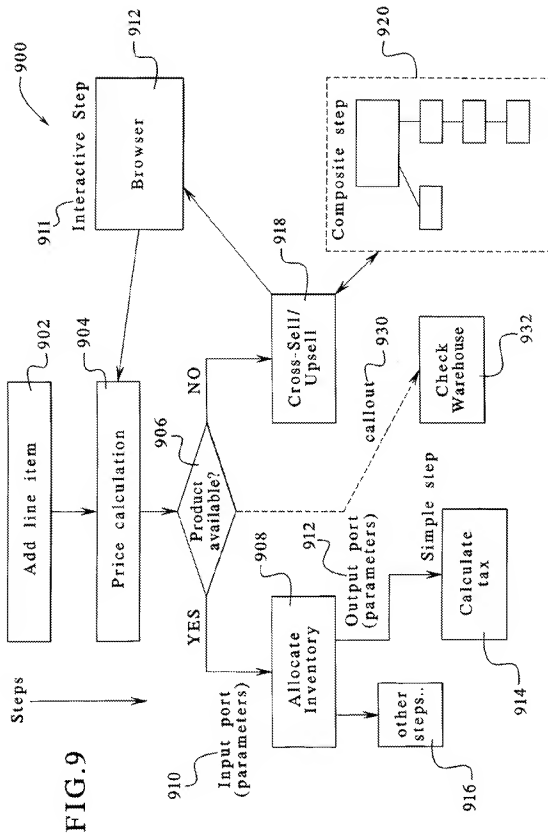 FIG.9
Steps
900
Add line item
902
Price calculation
904
Interactive Step
911
Browser
912
Product
available?
906
YES
NO
Input port
(parameters)
910
Allocate
Inventory
908
Output port
(parameters)
912
Simple step
Calculate
tax
914
other
steps..
916
Cross-Sell/
Upsell
918
callout
930
Check
Warehouse
932
Composite step
920